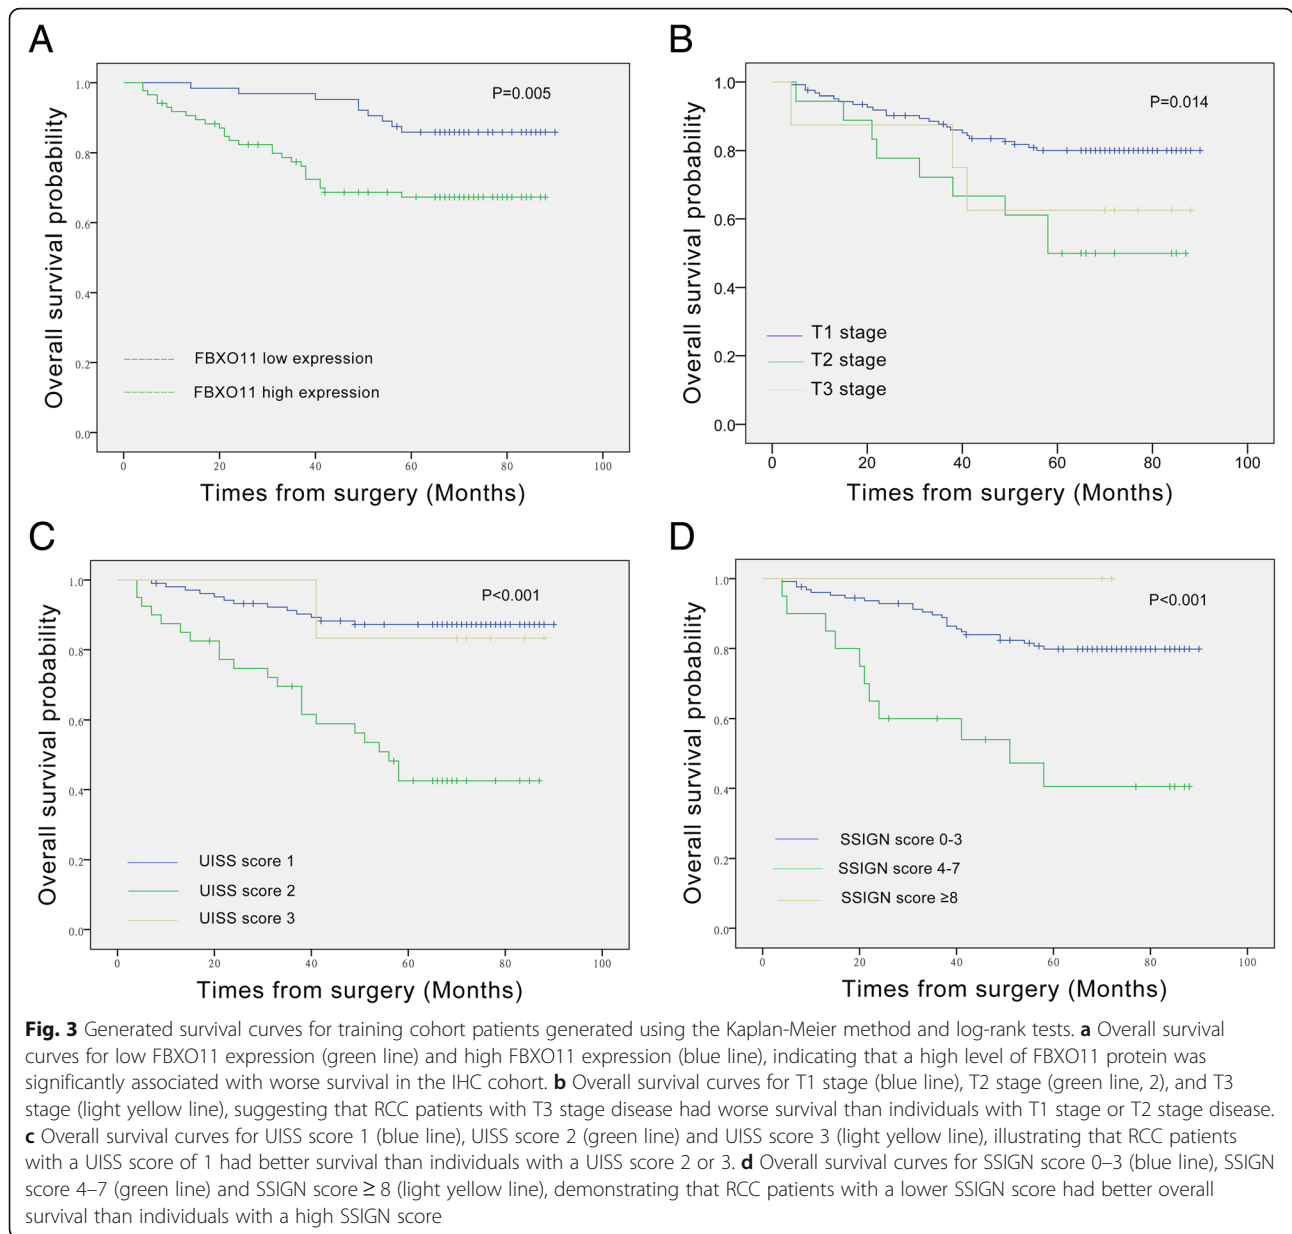 A
P=0.005
Overall survival probability
1.0
0.8
0.6
0.4
0.2
0.0
FBXO11 low expression
FBXO11 high expression
0 20 40 60 80 100
Times from surgery (Months)
B
P=0.014
Overall survival probability
1.0
0.8
0.6
0.4
0.2
0.0
T1 stage
T2 stage
T3 stage
0 20 40 60 80 100
Times from surgery (Months)
C
P<0.001
Overall survival probability
1.0
0.8
0.6
0.4
0.2
0.0
UISS score 1
UISS score 2
UISS score 3
0 20 40 60 80 100
Times from surgery (Months)
D
P<0.001
Overall survival probability
1.0
0.8
0.6
0.4
0.2
0.0
SSIGN score 0-3
SSIGN score 4-7
SSIGN score ≥8
0 20 40 60 80 100
Times from surgery (Months)
Fig. 3 Generated survival curves for training cohort patients generated using the Kaplan-Meier method and log-rank tests. a Overall survival
curves for low FBXO11 expression (green line) and high FBXO11 expression (blue line), indicating that a high level of FBXO11 protein was
significantly associated with worse survival in the IHC cohort. b Overall survival curves for T1 stage (blue line), T2 stage (green line, 2), and T3
stage (light yellow line), suggesting that RCC patients with T3 stage disease had worse survival than individuals with T1 stage or T2 stage disease.
c Overall survival curves for UISS score 1 (blue line), UISS score 2 (green line) and UISS score 3 (light yellow line), illustrating that RCC patients
with a UISS score of 1 had better survival than individuals with a UISS score 2 or 3. d Overall survival curves for SSIGN score 0–3 (blue line), SSIGN
score 4–7 (green line) and SSIGN score ≥ 8 (light yellow line), demonstrating that RCC patients with a lower SSIGN score had better overall
survival than individuals with a high SSIGN score